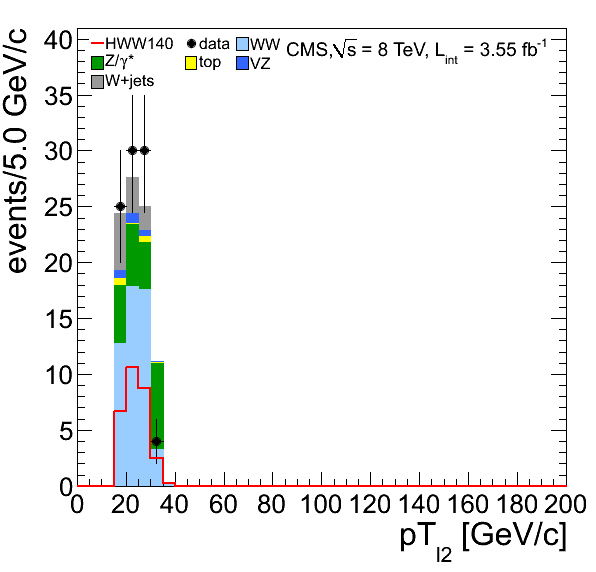 HWW140 data WW CMS,√s = 8 TeV, L_int = 3.55 fb⁻¹
Z/γ* top VZ
W+jets
events/5.0 GeV/c
40
35
30
25
20
15
10
5
0
0 20 40 60 80 100 120 140 160 180 200
pT_l2 [GeV/c]